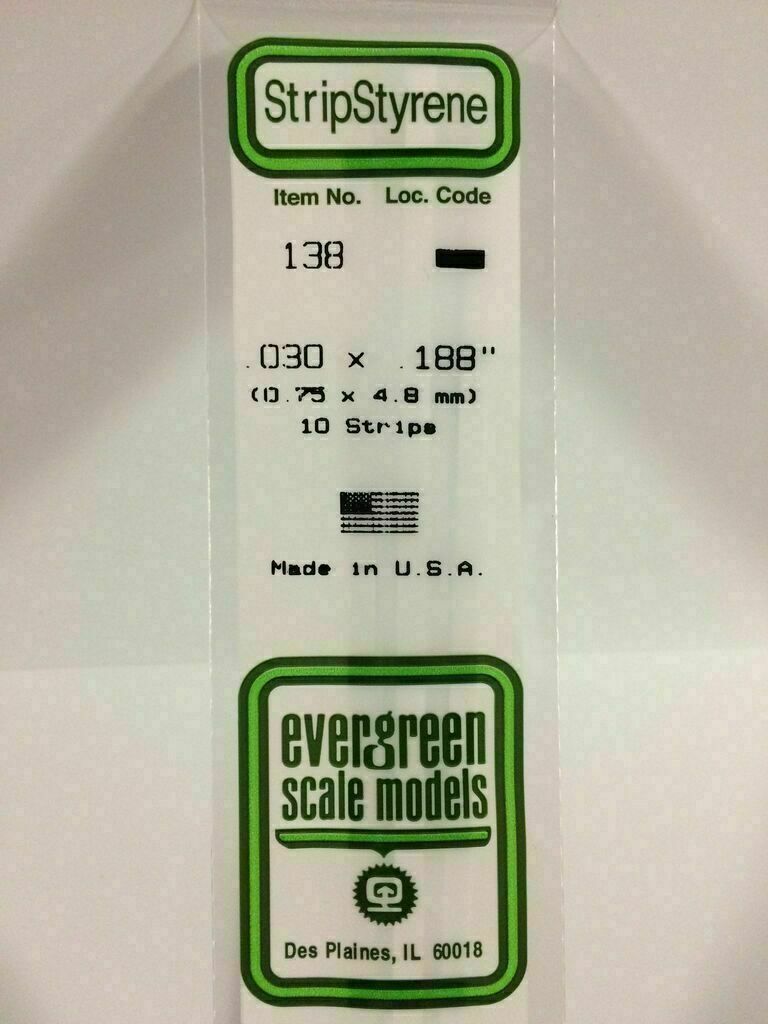 StripStyrene
Item No. Loc. Code
138
.030 x .188"
(0.75 x 4.8 mm)
10 Strips
Made in U.S.A.
evergreen
scale models
Des Plaines, IL 60018